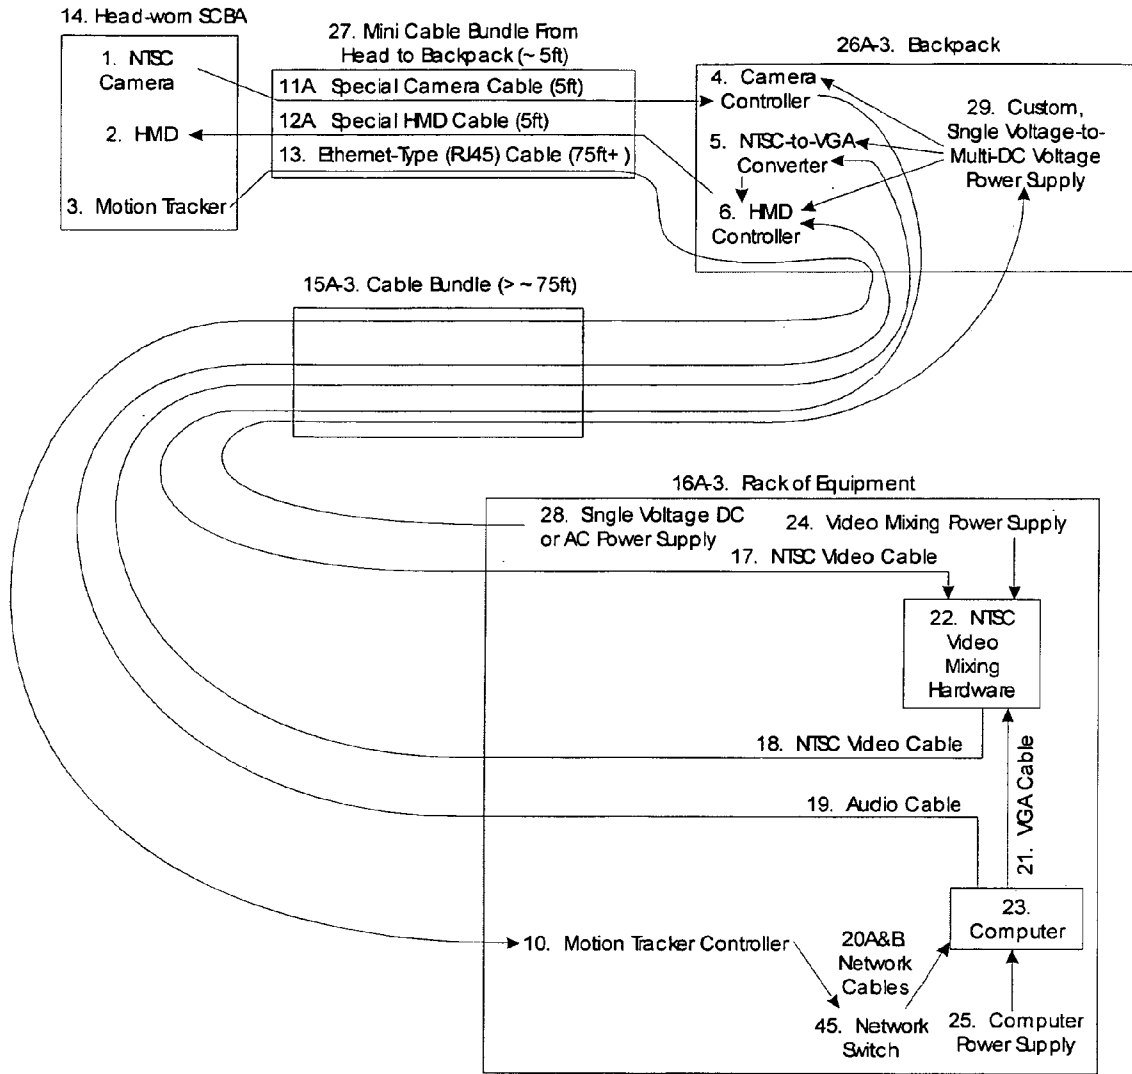 14. Head-worn SCBA
1. NTSC
Camera
2. HMD
3. Motion Tracker
27. Mini Cable Bundle From
Head to Backpack (~ 5ft)
11A Special Camera Cable (5ft)
12A Special HMD Cable (5ft)
13. Ethernet-Type (RJ45) Cable (75ft+ )
26A-3. Backpack
4. Camera
Controller
5. NTSC-to-VGA
Converter
6. HMD
Controller
29. Custom,
Single Voltage-to-
Multi-DC Voltage
Power Supply
15A-3. Cable Bundle (> ~ 75ft)
16A-3. Rack of Equipment
28. Single Voltage DC
or AC Power Supply
24. Video Mixing Power Supply
17. NTSC Video Cable
22. NTSC
Video
Mixing
Hardware
18. NTSC Video Cable
19. Audio Cable
21. VGA Cable
23.
Computer
10. Motion Tracker Controller
20A&B
Network
Cables
45. Network
Switch
25. Computer
Power Supply